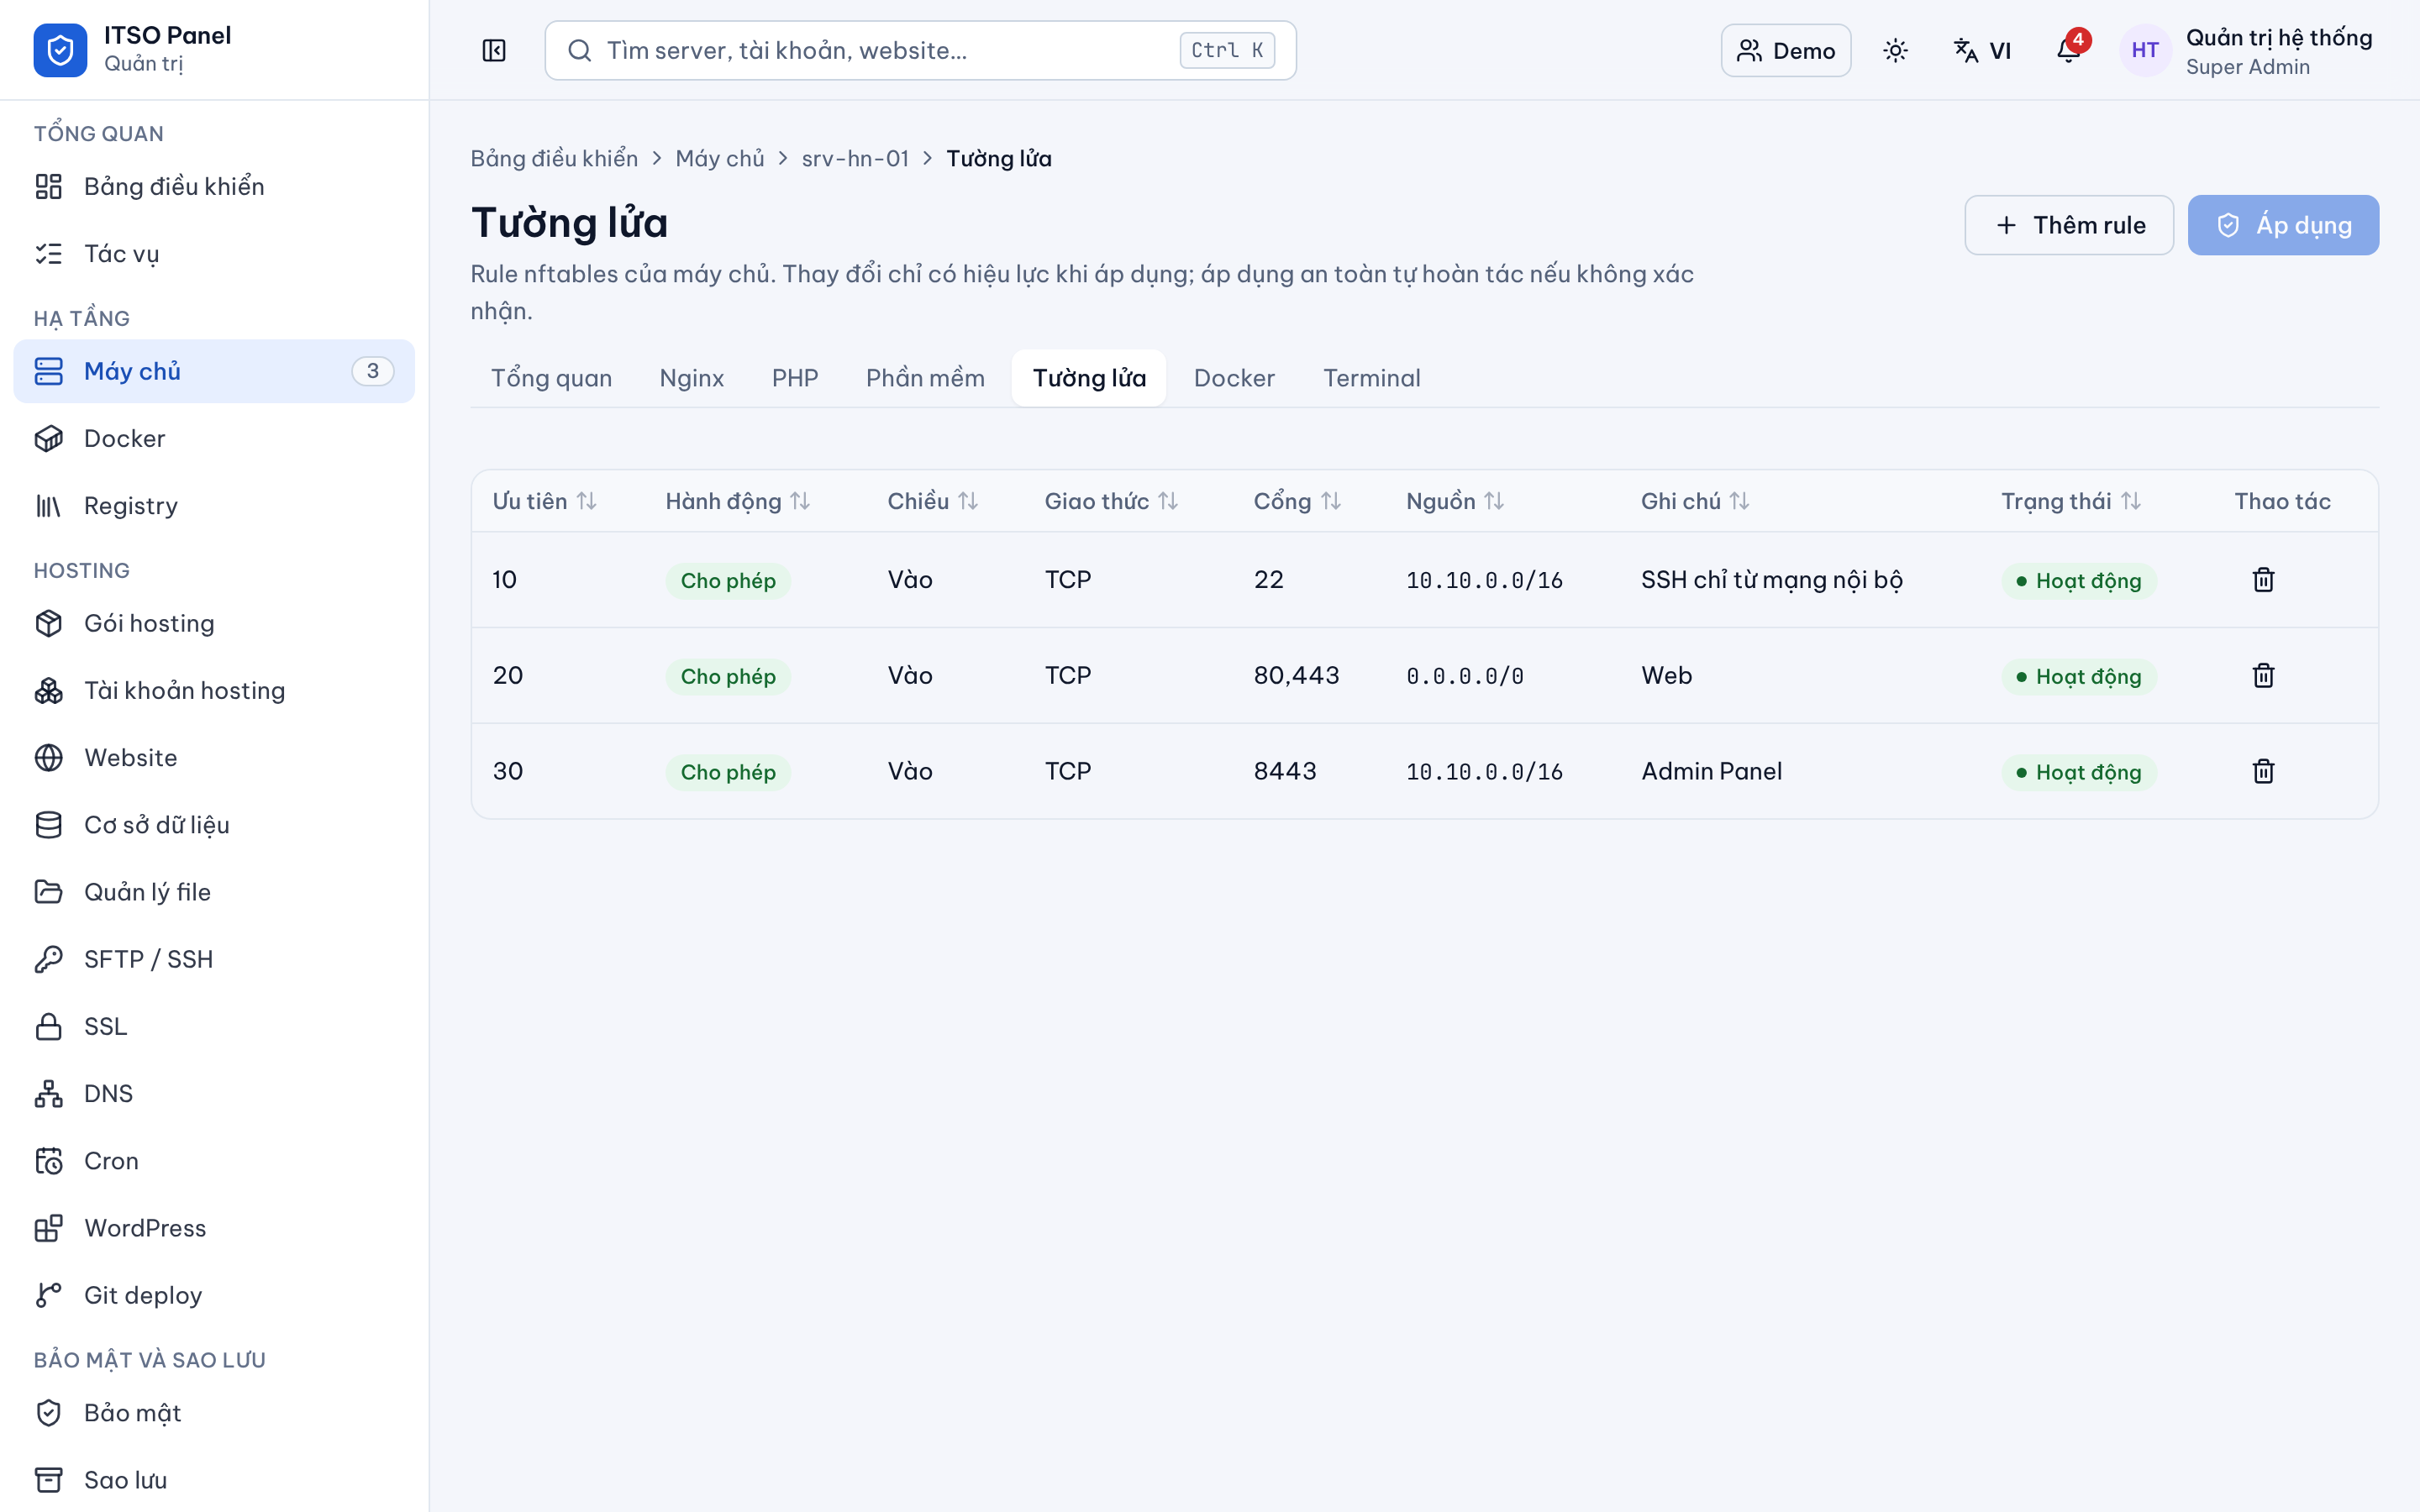 ITSO Panel
Quản trị
Tìm server, tài khoản, website...
Ctrl K
Demo
VI
4
HT
Quản trị hệ thống
Super Admin
TỔNG QUAN
Bảng điều khiển
Tác vụ
HẠ TẦNG
Máy chủ
3
Docker
Registry
HOSTING
Gói hosting
Tài khoản hosting
Website
Cơ sở dữ liệu
Quản lý file
SFTP / SSH
SSL
DNS
Cron
WordPress
Git deploy
BẢO MẬT VÀ SAO LƯU
Bảo mật
Sao lưu
Bảng điều khiển > Máy chủ > srv-hn-01 > Tường lửa
Tường lửa
Thêm rule
Áp dụng
Rule nftables của máy chủ. Thay đổi chỉ có hiệu lực khi áp dụng; áp dụng an toàn tự hoàn tác nếu không xác
nhận.
Tổng quan Nginx PHP Phần mềm Tường lửa Docker Terminal
Ưu tiên Hành động Chiều Giao thức Cổng Nguồn Ghi chú Trạng thái Thao tác
10 Cho phép Vào TCP 22 10.10.0.0/16 SSH chỉ từ mạng nội bộ Hoạt động
20 Cho phép Vào TCP 80,443 0.0.0.0/0 Web Hoạt động
30 Cho phép Vào TCP 8443 10.10.0.0/16 Admin Panel Hoạt động